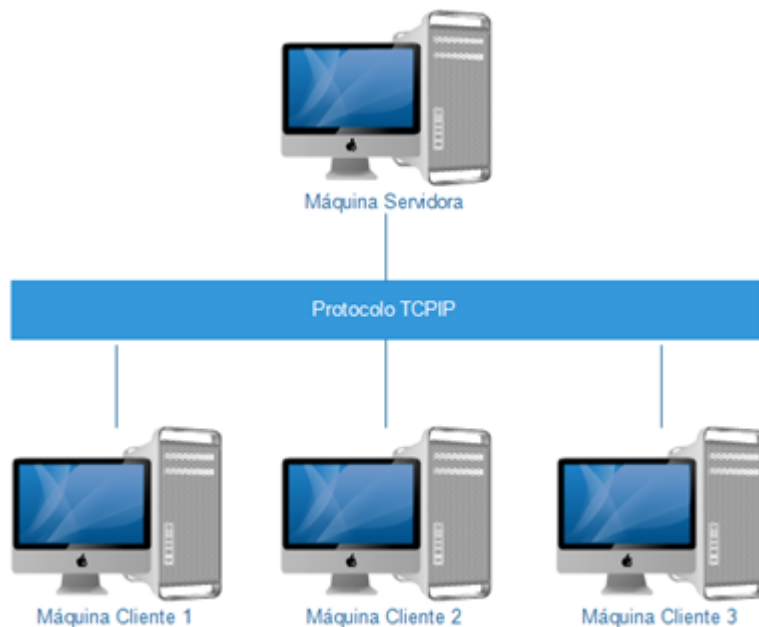 Máquina Servidora
Protocolo TCPIP
Máquina Cliente 1
Máquina Cliente 2
Máquina Cliente 3